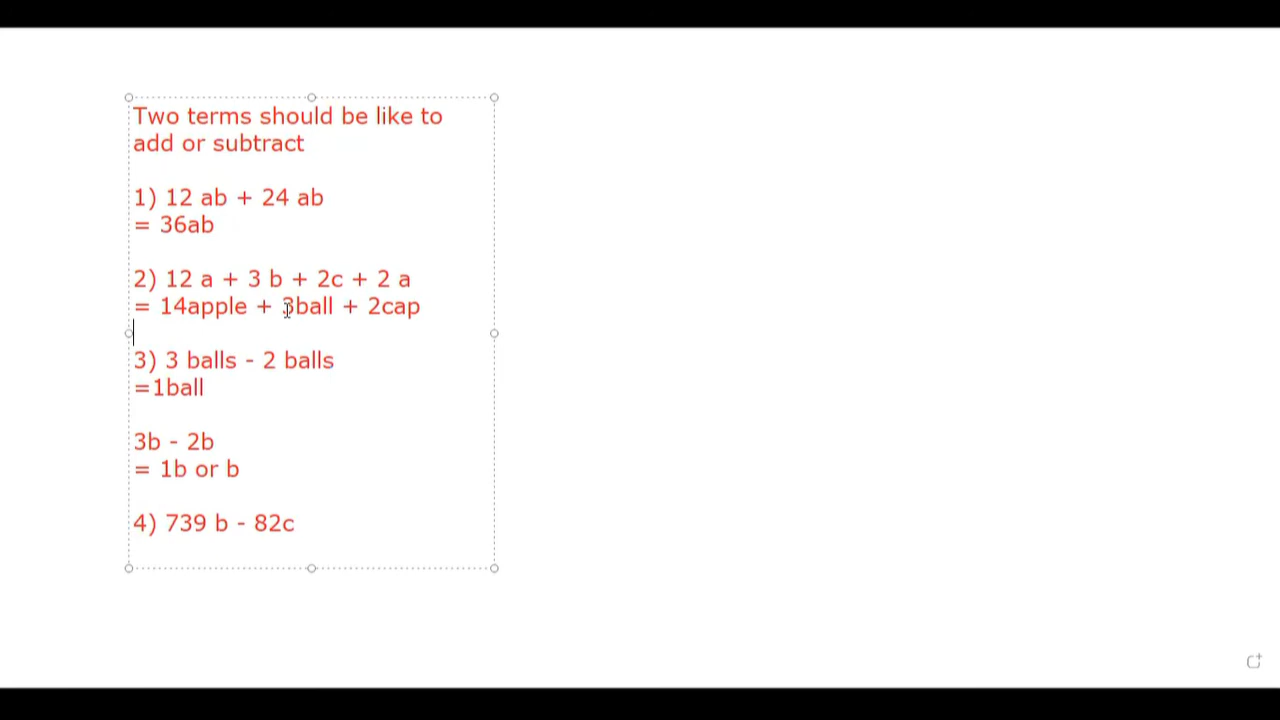 Two terms should be like to
add or subtract
1) 12 ab + 24 ab
= 36ab
2) 12 a + 3 b + 2c + 2 a
= 14apple + 3ball + 2cap
3) 3 balls - 2 balls
=1ball
3b - 2b
= 1b or b
4) 739 b - 82c